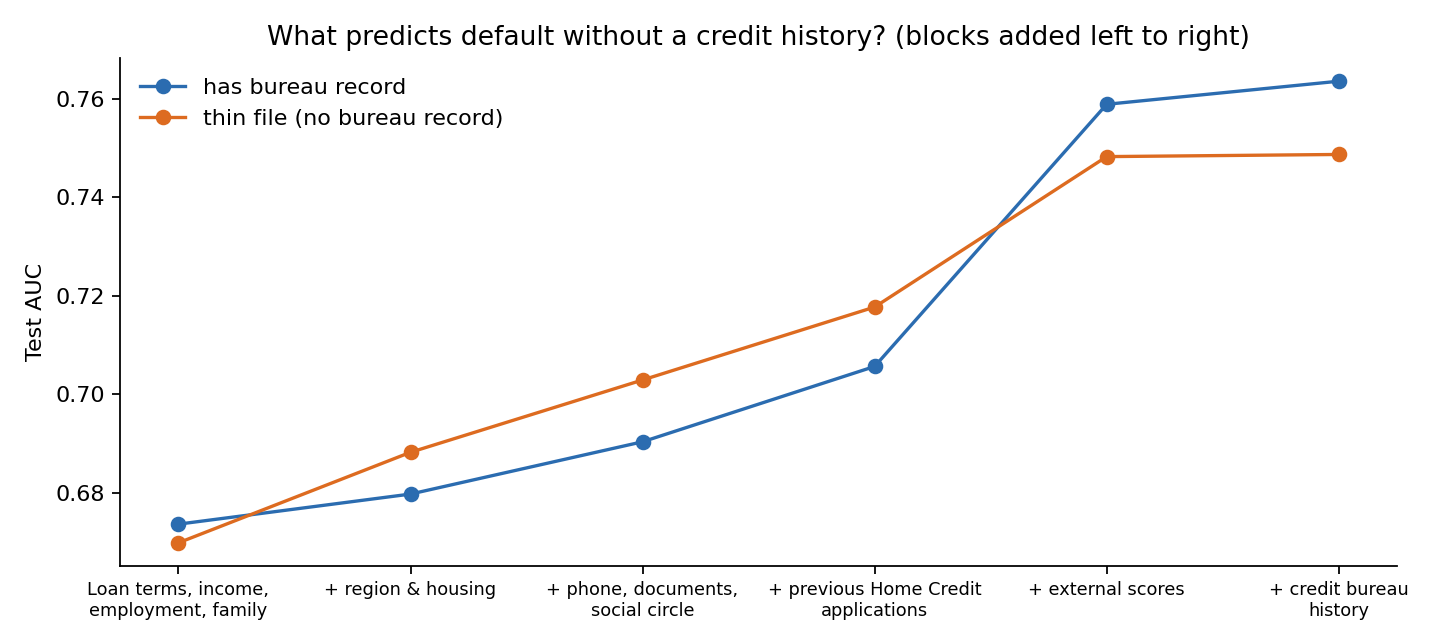 What predicts default without a credit history? (blocks added left to right)
has bureau record
thin file (no bureau record)
Test AUC
0.76
0.74
0.72
0.70
0.68
Loan terms, income,
employment, family
+ region & housing
+ phone, documents,
social circle
+ previous Home Credit
applications
+ external scores
+ credit bureau
history